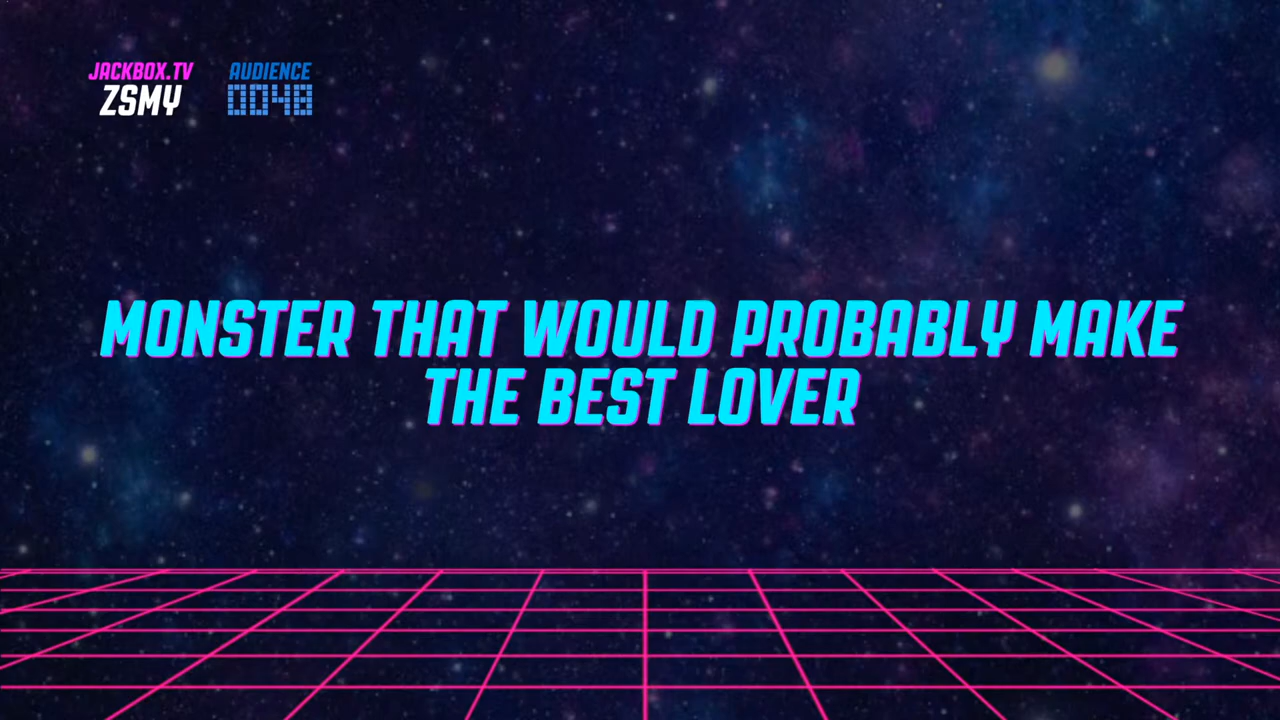 JACKBOX.TV
ZSMY
AUDIENCE
0048
MONSTER THAT WOULD PROBABLY MAKE
THE BEST LOVER